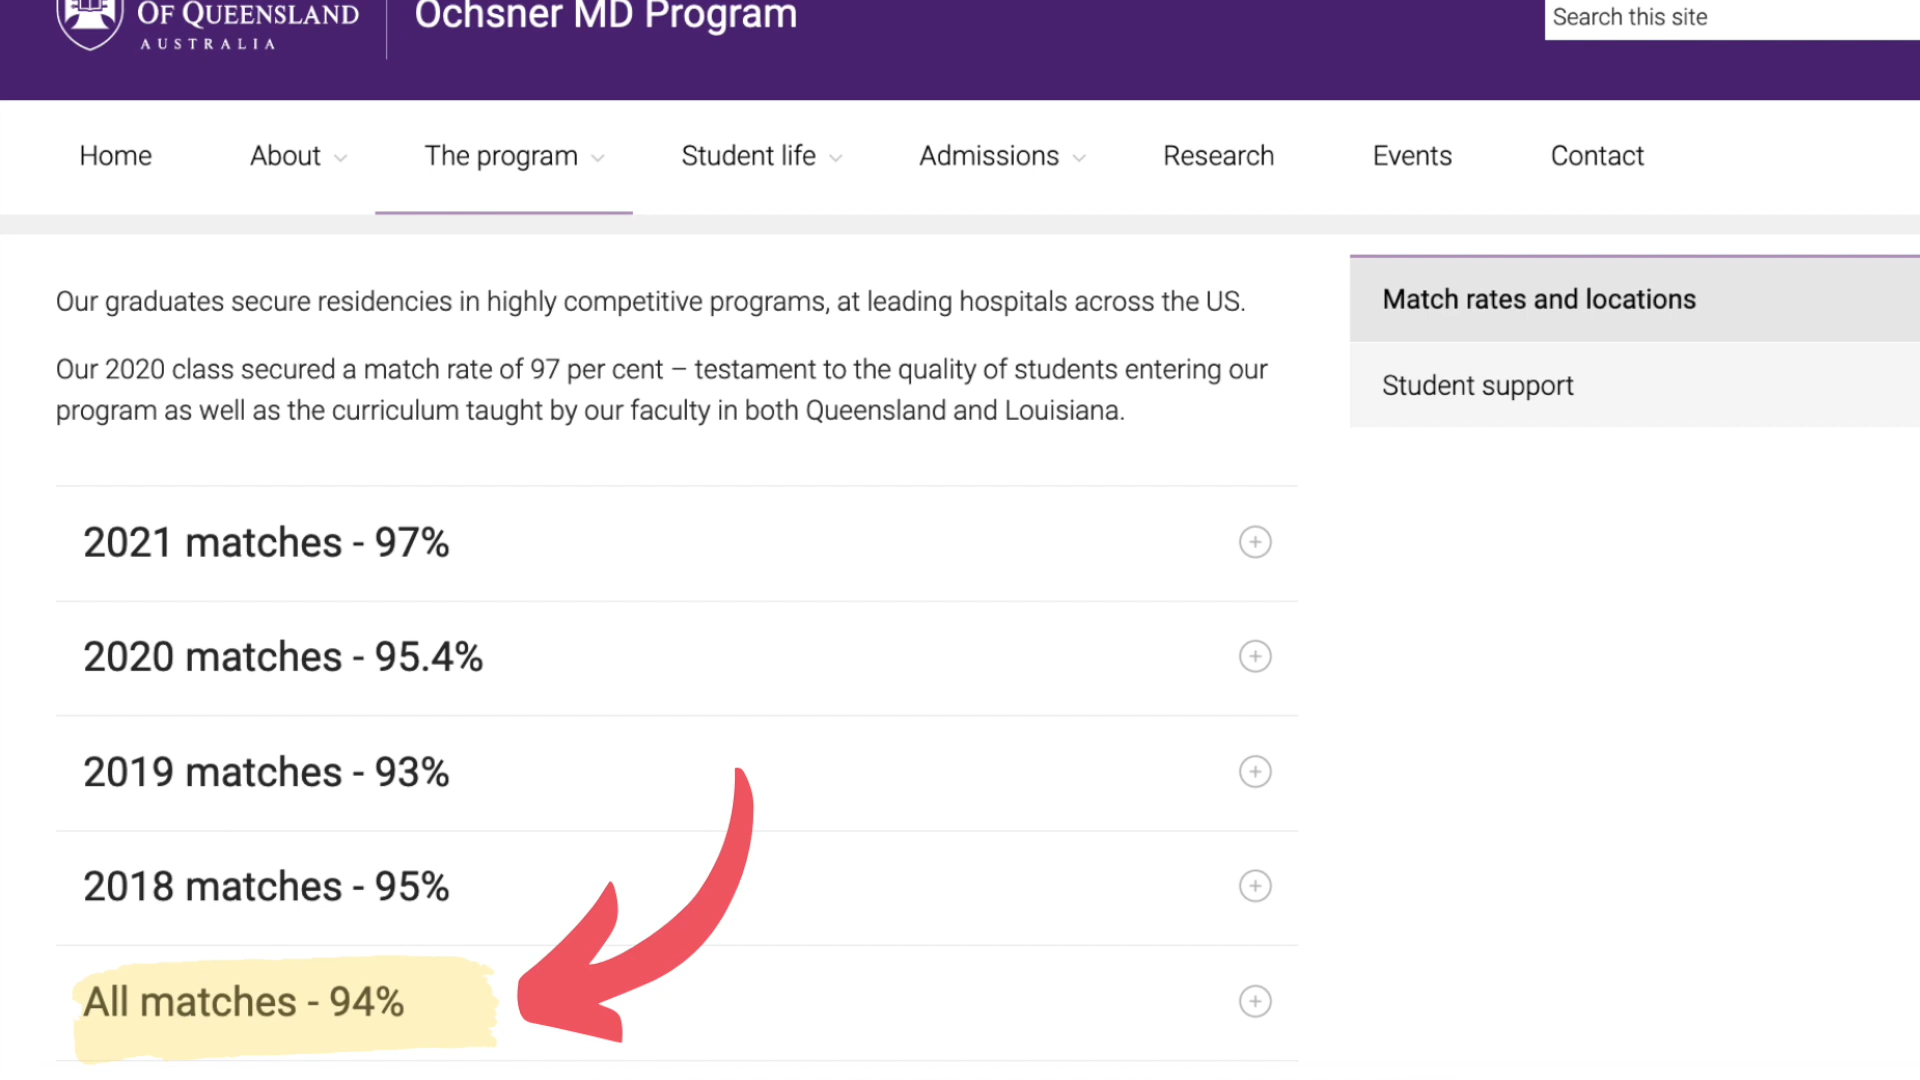 OF QUEENSLAND
AUSTRALIA
Ochsner MD Program
Search this site
Home
About
The program
Student life
Admissions
Research
Events
Contact
Our graduates secure residencies in highly competitive programs, at leading hospitals across the US.
Our 2020 class secured a match rate of 97 per cent – testament to the quality of students entering our
program as well as the curriculum taught by our faculty in both Queensland and Louisiana.
Match rates and locations
Student support
2021 matches - 97%
2020 matches - 95.4%
2019 matches - 93%
2018 matches - 95%
All matches - 94%